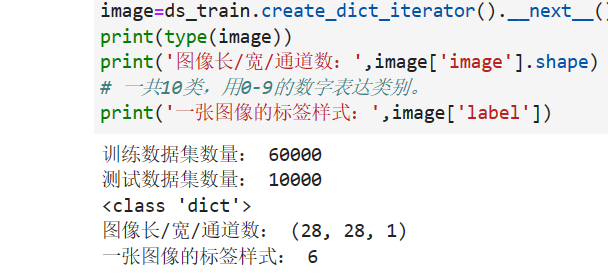 image=ds_train.create_dict_iterator().__next__()
print(type(image))
print('图像长/宽/通道数：',image['image'].shape)
# 一共10类，用0-9的数字表达类别。
print('一张图像的标签样式：',image['label'])
训练数据集数量： 60000
测试数据集数量： 10000
<class 'dict'>
图像长/宽/通道数： (28, 28, 1)
一张图像的标签样式： 6